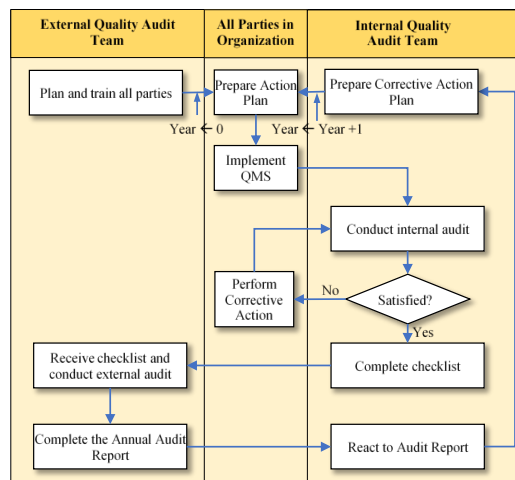 External Quality Audit
Team
All Parties in
Organization
Internal Quality
Audit Team
Plan and train all parties
Prepare Action
Plan
Prepare Corrective Action
Plan
Year ← 0
Year ← Year +1
Implement
QMS
Conduct internal audit
Perform
Corrective
Action
No
Satisfied?
Yes
Receive checklist and
conduct external audit
Complete checklist
Complete the Annual Audit
Report
React to Audit Report